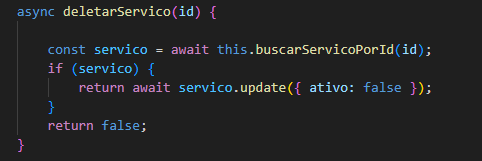 async deletarServico(id) {
const servico = await this.buscarServicoPorId(id);
if (servico) {
return await servico.update({ ativo: false });
}
return false;
}